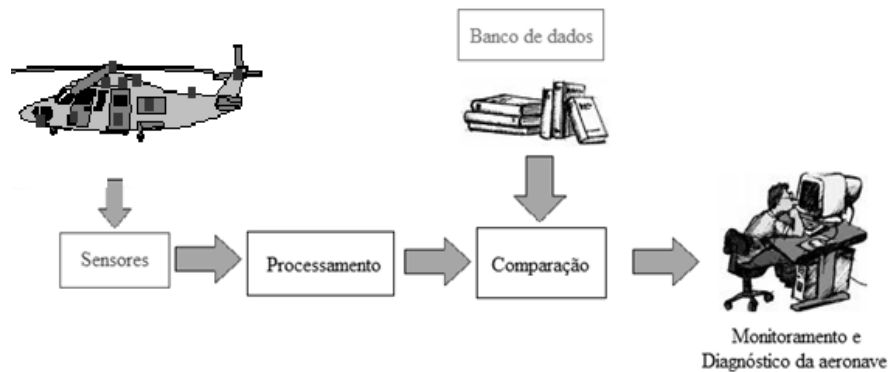 Banco de dados
Sensores
Processamento
Comparação
Monitoramento e
Diagnóstico da aeronave